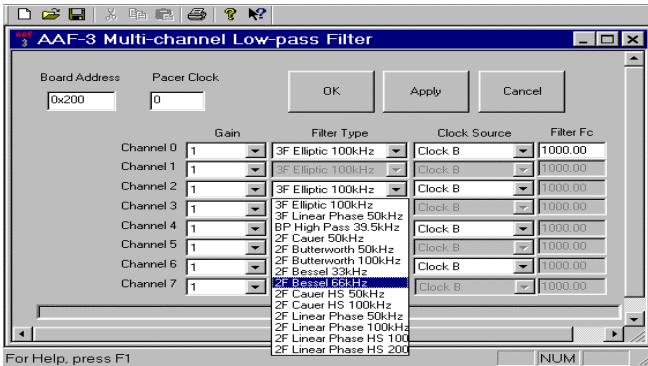 AAF 3 AAF-3 Multi-channel Low-pass Filter
Board Address Pacer Clock
0x200 0 OK Apply Cancel
Gain Filter Type Clock Source Filter Fc
Channel 0 1 3F Elliptic 100kHz Clock B 1000.00
Channel 1 1 3F Elliptic 100kHz Clock B 1000.00
Channel 2 1 3F Elliptic 100kHz Clock B 1000.00
Channel 3 1 Clock B 1000.00
Channel 4 1 Clock B 1000.00
Channel 5 1 Clock B 1000.00
Channel 6 1 Clock B 1000.00
Channel 7 1 Clock B 1000.00
3F Elliptic 100kHz
3F Linear Phase 50kHz
BP High Pass 39.5kHz
2F Cauer 50kHz
2F Butterworth 50kHz
2F Butterworth 100kHz
2F Bessel 33kHz
2F Bessel 66kHz
2F Cauer HS 50kHz
2F Cauer HS 100kHz
2F Linear Phase 50kHz
2F Linear Phase 100kHz
2F Linear Phase HS 100
2F Linear Phase HS 200
For Help, press F1 NUM